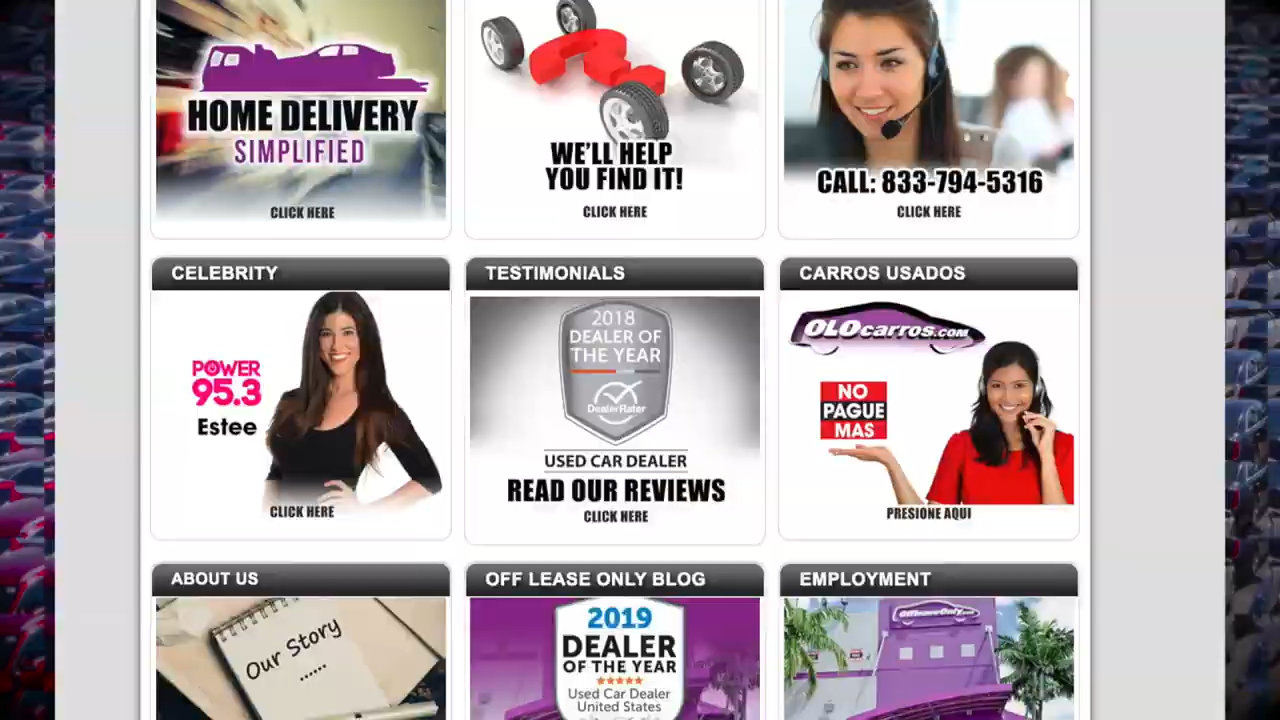 HOME DELIVERY
SIMPLIFIED
CLICK HERE
WE'LL HELP
YOU FIND IT!
CLICK HERE
CALL: 833-794-5316
CLICK HERE
CELEBRITY
POWER
95.3
Estee
CLICK HERE
TESTIMONIALS
2018
DEALER OF
THE YEAR
DealerRater
USED CAR DEALER
READ OUR REVIEWS
CLICK HERE
CARROS USADOS
OLOcarros.com
NO
PAGUE
MAS
PRESIONE AQUI
ABOUT US
Our Story
......
OFF LEASE ONLY BLOG
2019
DEALER
OF THE YEAR
Used Car Dealer
United States
EMPLOYMENT
OffLeaseOnly.com